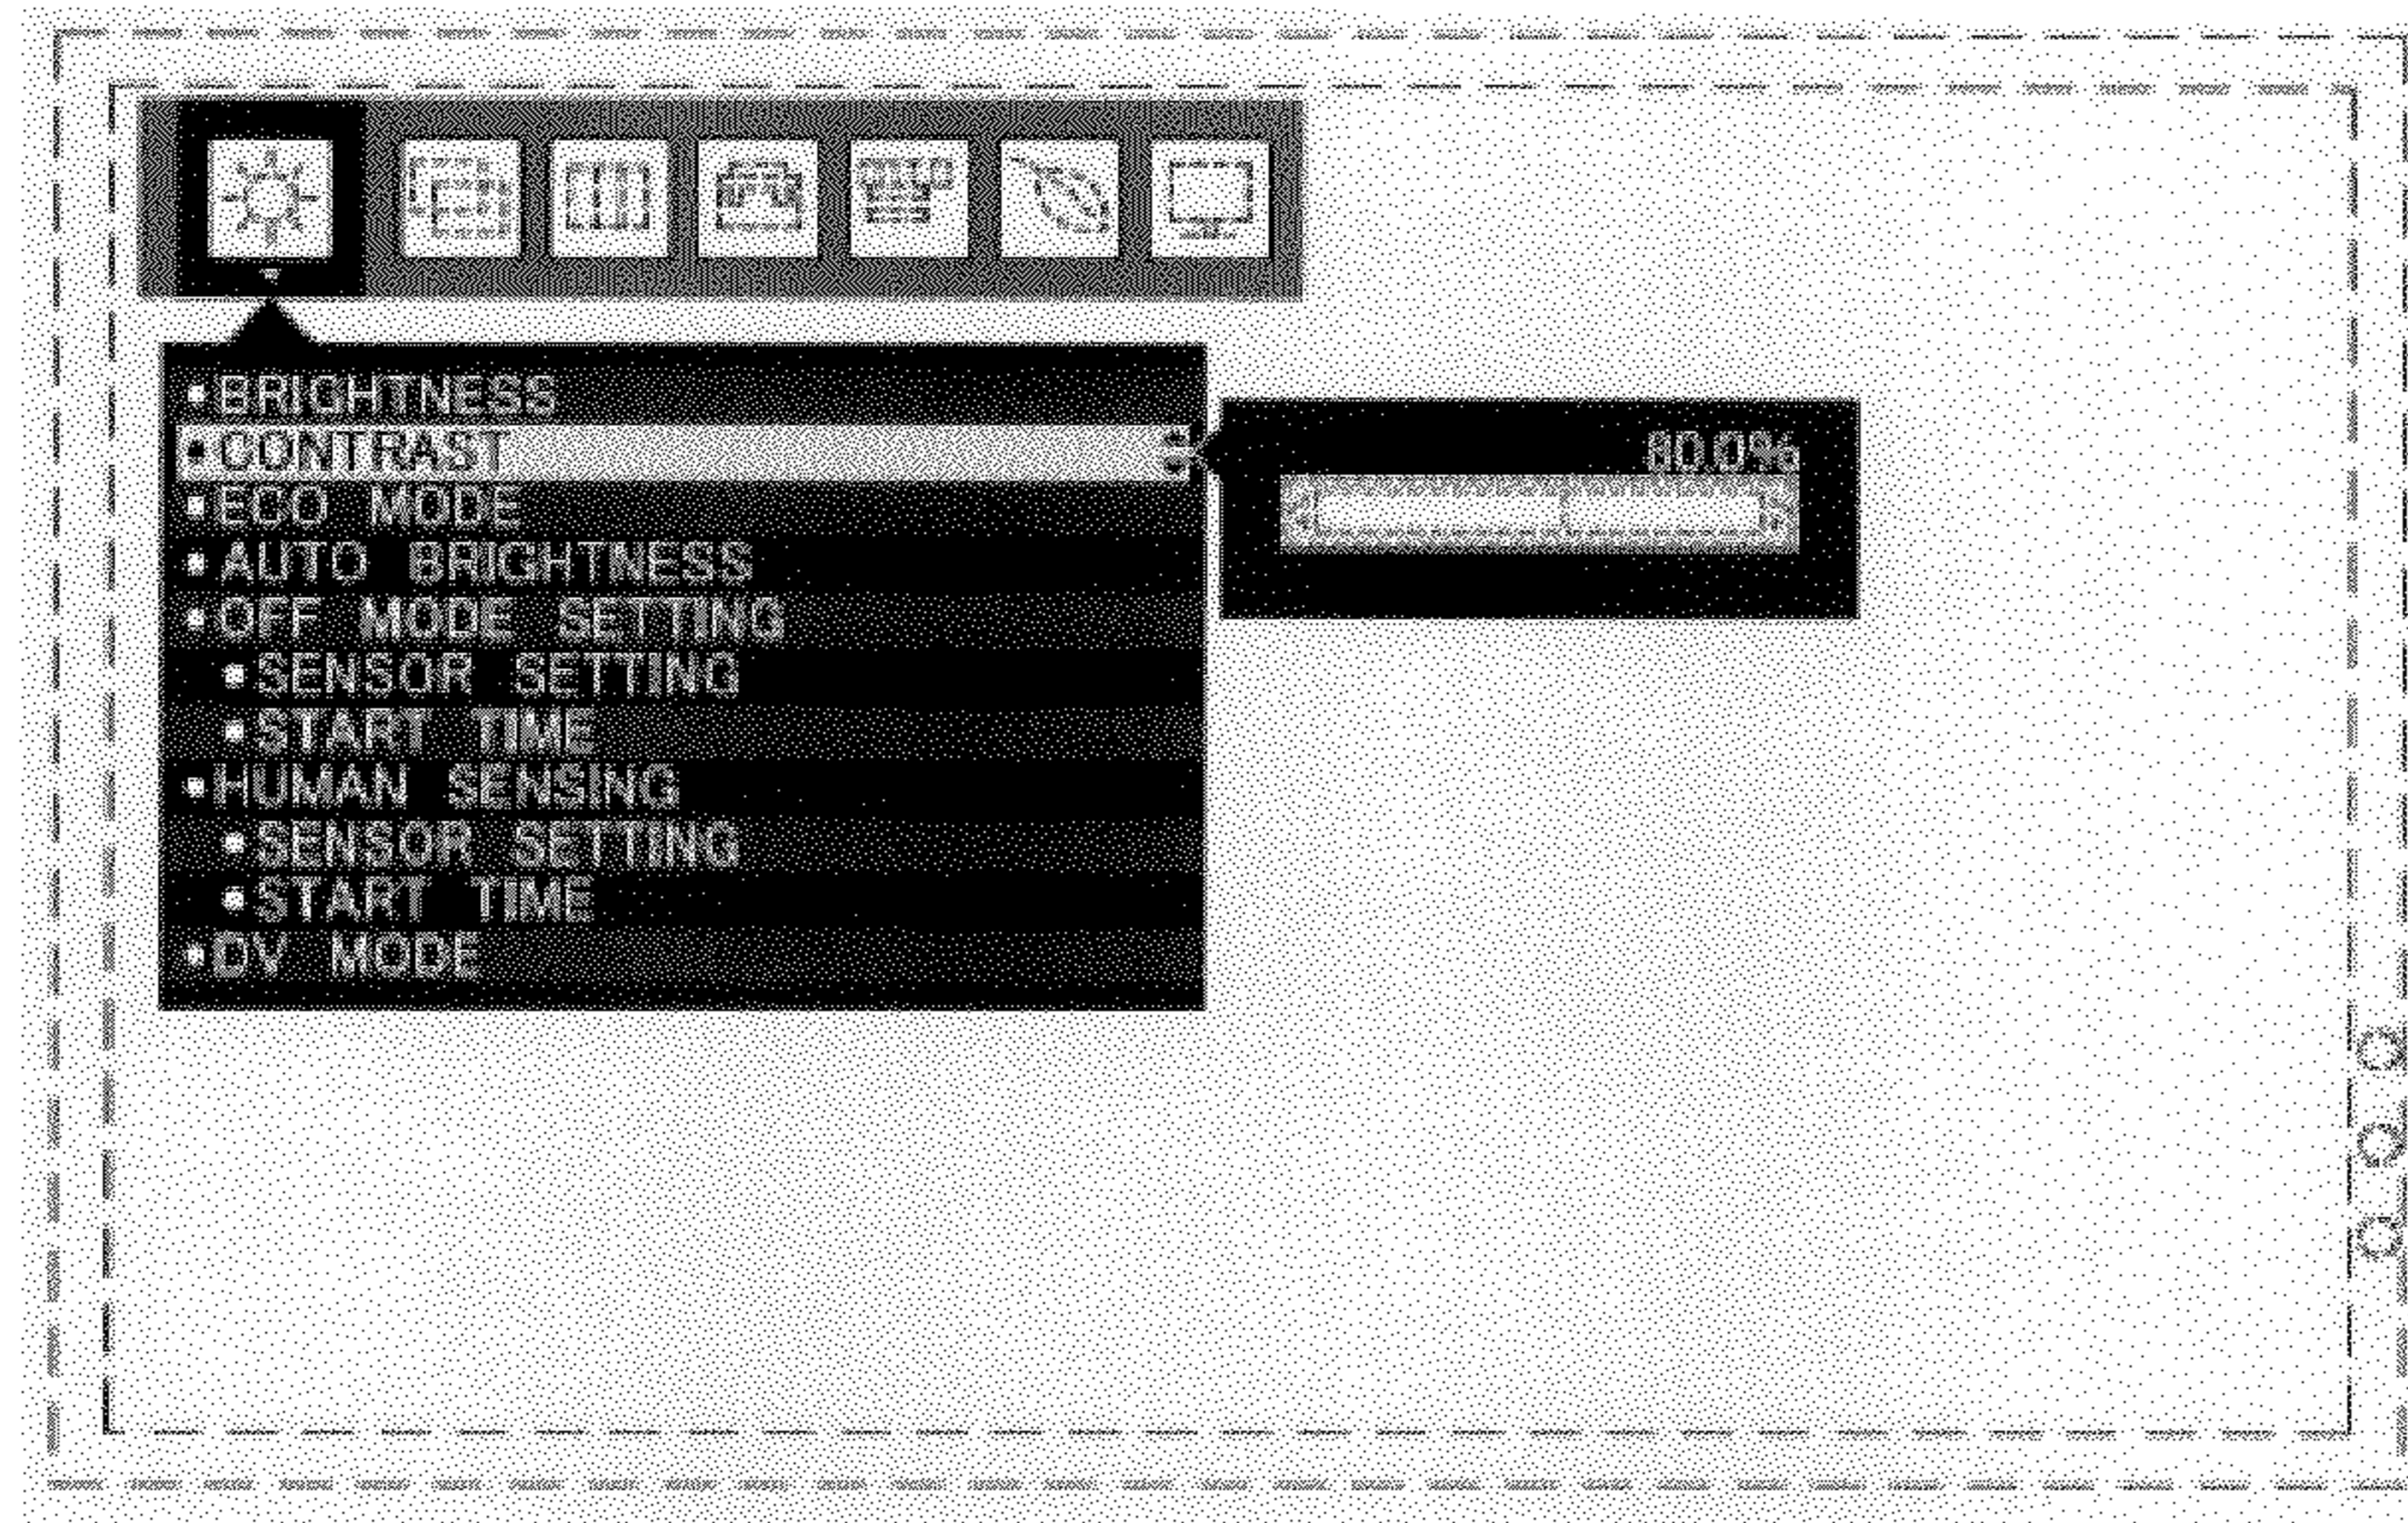 BRIGHTNESS
CONTRAST
80.0%
ECO MODE
AUTO BRIGHTNESS
OFF MODE SETTING
SENSOR SETTING
START TIME
HUMAN SENSING
SENSOR SETTING
START TIME
DV MODE